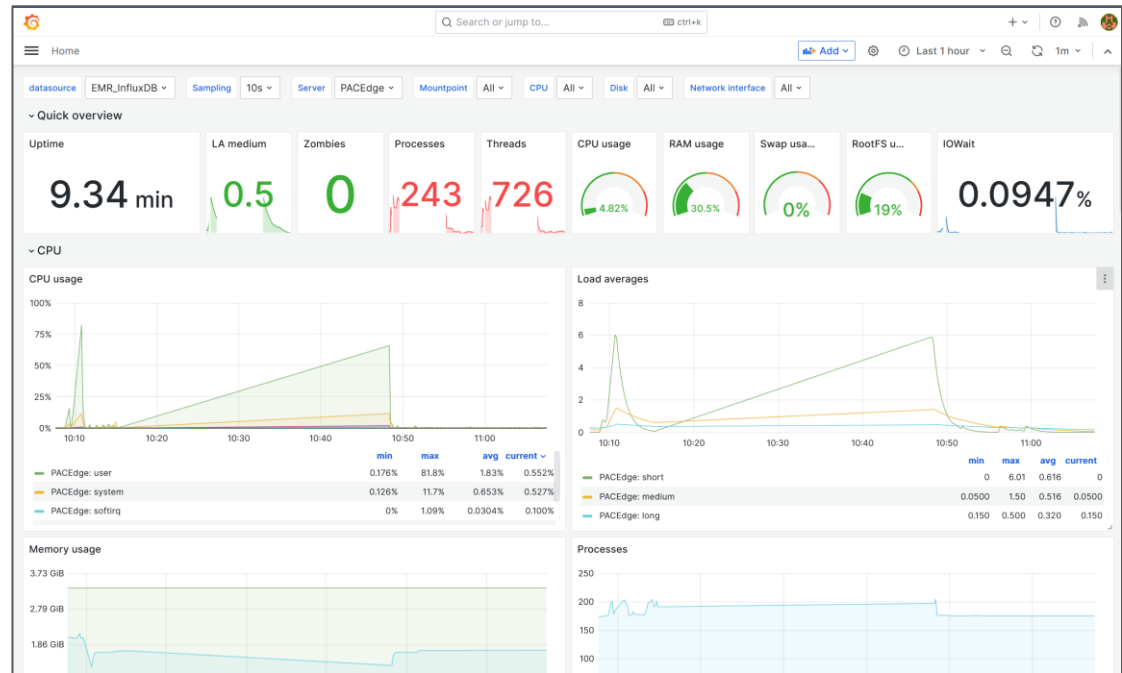 Search or jump to... ctrl+k
Home Add Last 1 hour 1m
datasource EMR_InfluxDB Sampling 10s Server PACEdge Mountpoint All CPU All Disk All Network interface All
Quick overview
Uptime LA medium Zombies Processes Threads CPU usage RAM usage Swap usa... RootFS u... IOWait
9.34 min 0.5 0 243 726 4.82% 30.5% 0% 19% 0.0947%
CPU
CPU usage
100%
75%
50%
25%
0%
10:10 10:20 10:30 10:40 10:50 11:00
min max avg current
PACEdge: user 0.176% 81.8% 1.83% 0.552%
PACEdge: system 0.126% 11.7% 0.653% 0.527%
PACEdge: softirq 0% 1.09% 0.0304% 0.100%
Load averages
8
6
4
2
0
10:10 10:20 10:30 10:40 10:50 11:00
min max avg current
PACEdge: short 0 6.01 0.616 0
PACEdge: medium 0.0500 1.50 0.516 0.0500
PACEdge: long 0.150 0.500 0.320 0.150
Memory usage
3.73 GiB
2.79 GiB
1.86 GiB
Processes
250
200
150
100